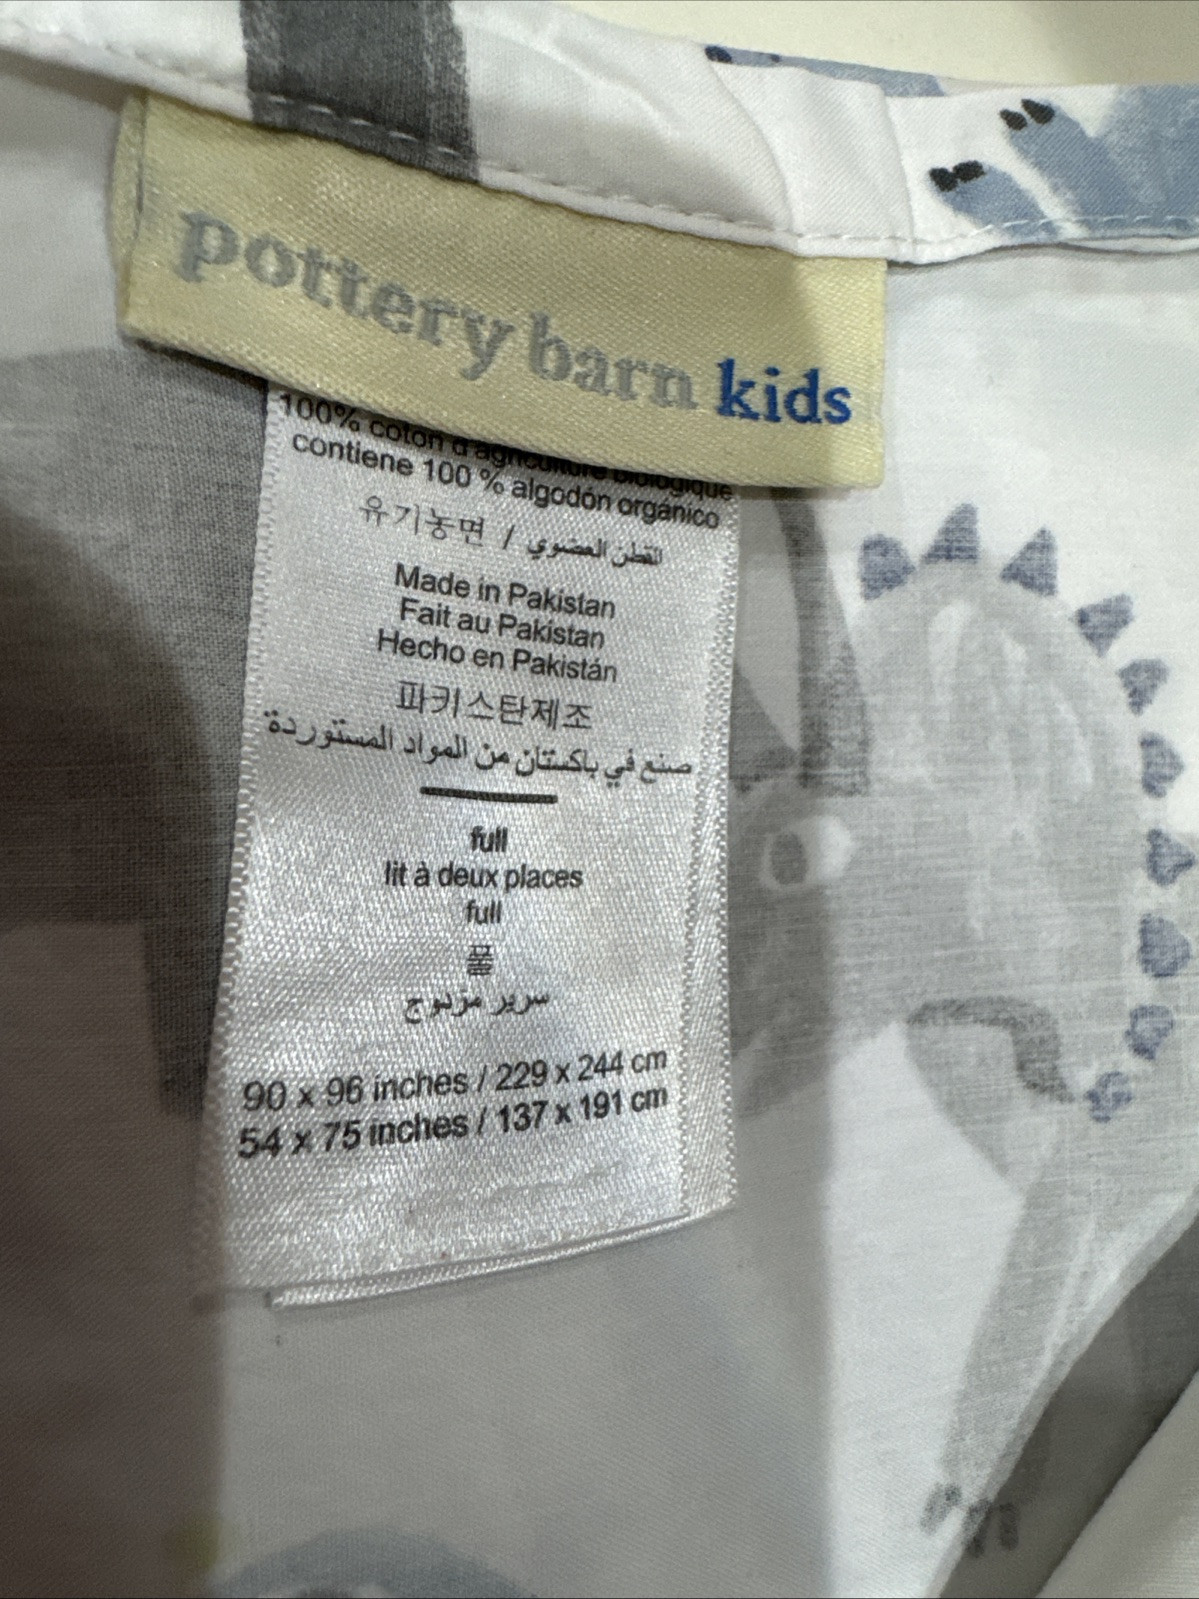 pottery barn kids
100% coton d'agriculture biologique
contiene 100 % algodón orgánico
유기농면 / القطن العضوي
Made in Pakistan
Fait au Pakistan
Hecho en Pakistán
파키스탄제조
صنع في باكستان من المواد المستوردة
full
lit à deux places
full
풀
سرير مزدوج
90 x 96 inches / 229 x 244 cm
54 x 75 inches / 137 x 191 cm